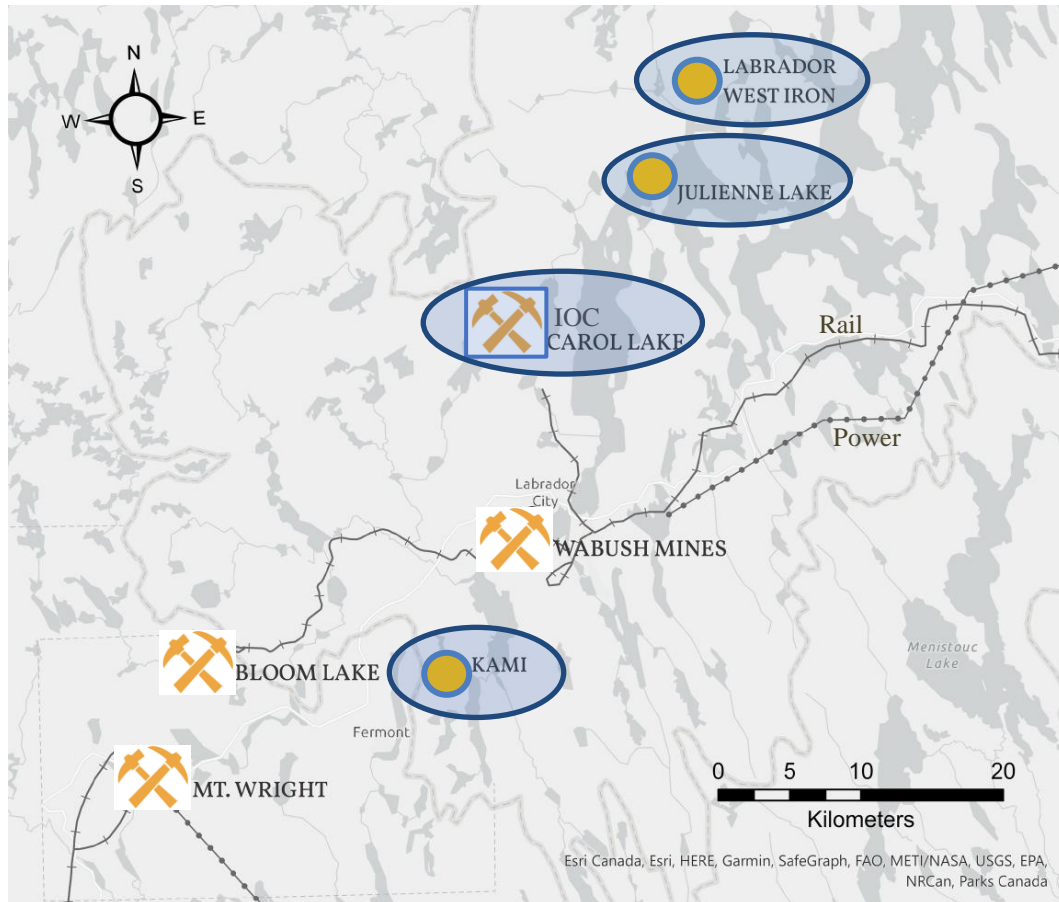 N
W
E
S
LABRADOR
WEST IRON
JULIENNE LAKE
IOC
CAROL LAKE
Rail
Power
Labrador
City
WABUSH MINES
BLOOM LAKE
KAMI
Menistouc
Lake
Fermont
MT. WRIGHT
0 5 10 20
Kilometers
Esri Canada, Esri, HERE, Garmin, SafeGraph, FAO, METI/NASA, USGS, EPA,
NRCan, Parks Canada